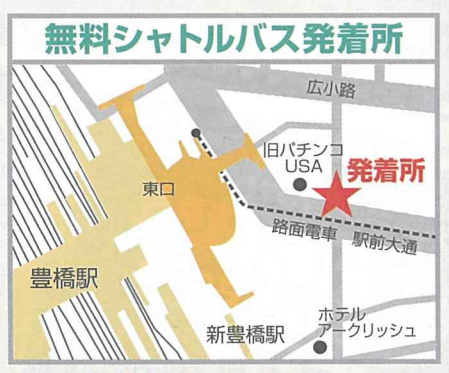 無料シャトルバス発着所
広小路
旧パチンコ
USA
発着所
東口
路面電車 駅前大通
豊橋駅
ホテル
アークリッシュ
新豊橋駅